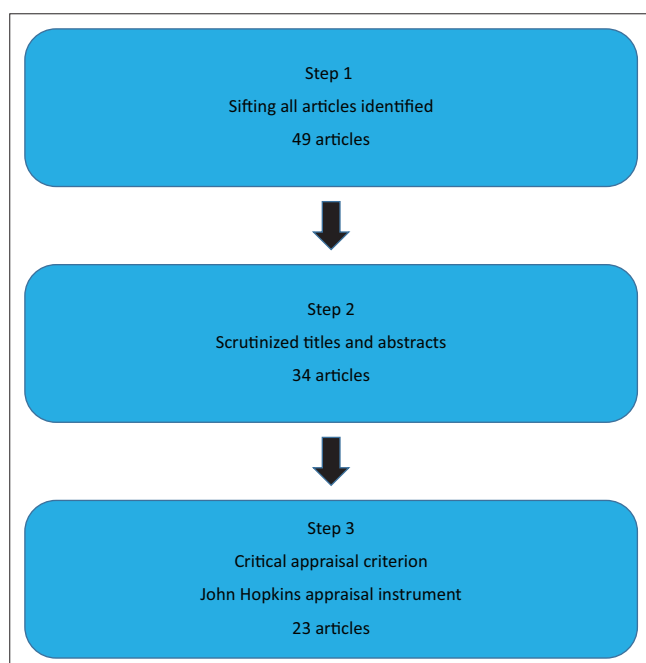 Step 1
Sifting all articles identified
49 articles
Step 2
Scrutinized titles and abstracts
34 articles
Step 3
Critical appraisal criterion
John Hopkins appraisal instrument
23 articles